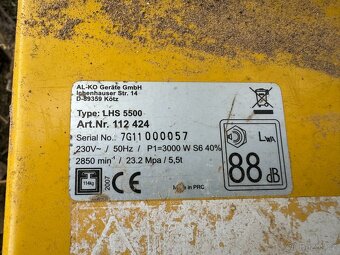 AL-KO Geräte GmbH
Ichenhauser Str. 14
D-89359 Kötz
Type: LHS 5500
Art.Nr. 112 424
Serial No.: 7G11000057
230V~ / 50Hz / P1=3000 W S6 40%
2850 min⁻¹ / 23.2 Mpa / 5,5t
LWA
88 dB
114kg
2007
Made in PRC